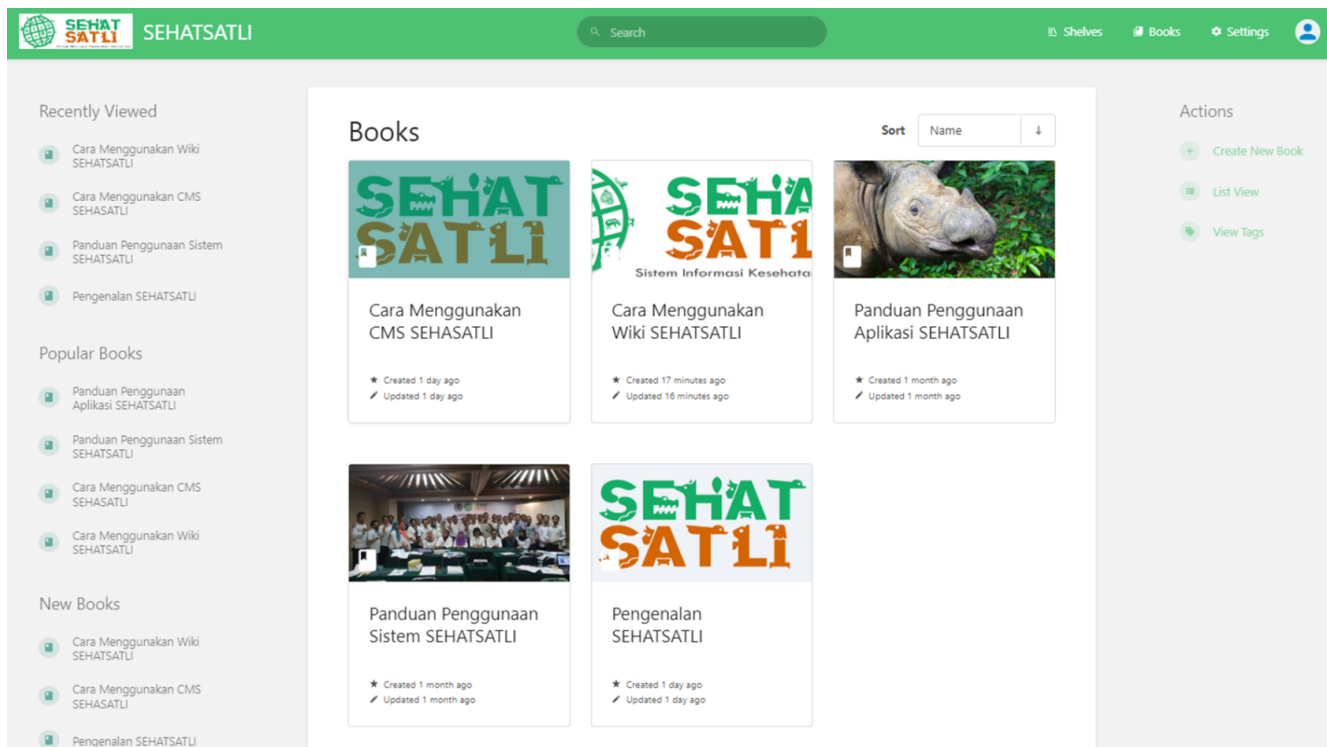 SEHAT
SATLI
SEHATSATLI
Search
Shelves
Books
Settings
Recently Viewed
Cara Menggunakan Wiki
SEHATSATLI
Cara Menggunakan CMS
SEHASATLI
Panduan Penggunaan Sistem
SEHATSATLI
Pengenalan SEHATSATLI
Popular Books
Panduan Penggunaan
Aplikasi SEHATSATLI
Panduan Penggunaan Sistem
SEHATSATLI
Cara Menggunakan CMS
SEHASATLI
Cara Menggunakan Wiki
SEHATSATLI
New Books
Cara Menggunakan Wiki
SEHATSATLI
Cara Menggunakan CMS
SEHASATLI
Pengenalan SEHATSATLI
Books
Sort
Name
SEHAT
SATLI
Cara Menggunakan
CMS SEHASATLI
Created 1 day ago
Updated 1 day ago
SEHA
SATL
Sistem Informasi Kesehata
Cara Menggunakan
Wiki SEHATSATLI
Created 17 minutes ago
Updated 16 minutes ago
Panduan Penggunaan
Aplikasi SEHATSATLI
Created 1 month ago
Updated 1 month ago
Panduan Penggunaan
Sistem SEHATSATLI
Created 1 month ago
Updated 1 month ago
SEHAT
SATLI
Pengenalan
SEHATSATLI
Created 1 day ago
Updated 1 day ago
Actions
Create New Book
List View
View Tags